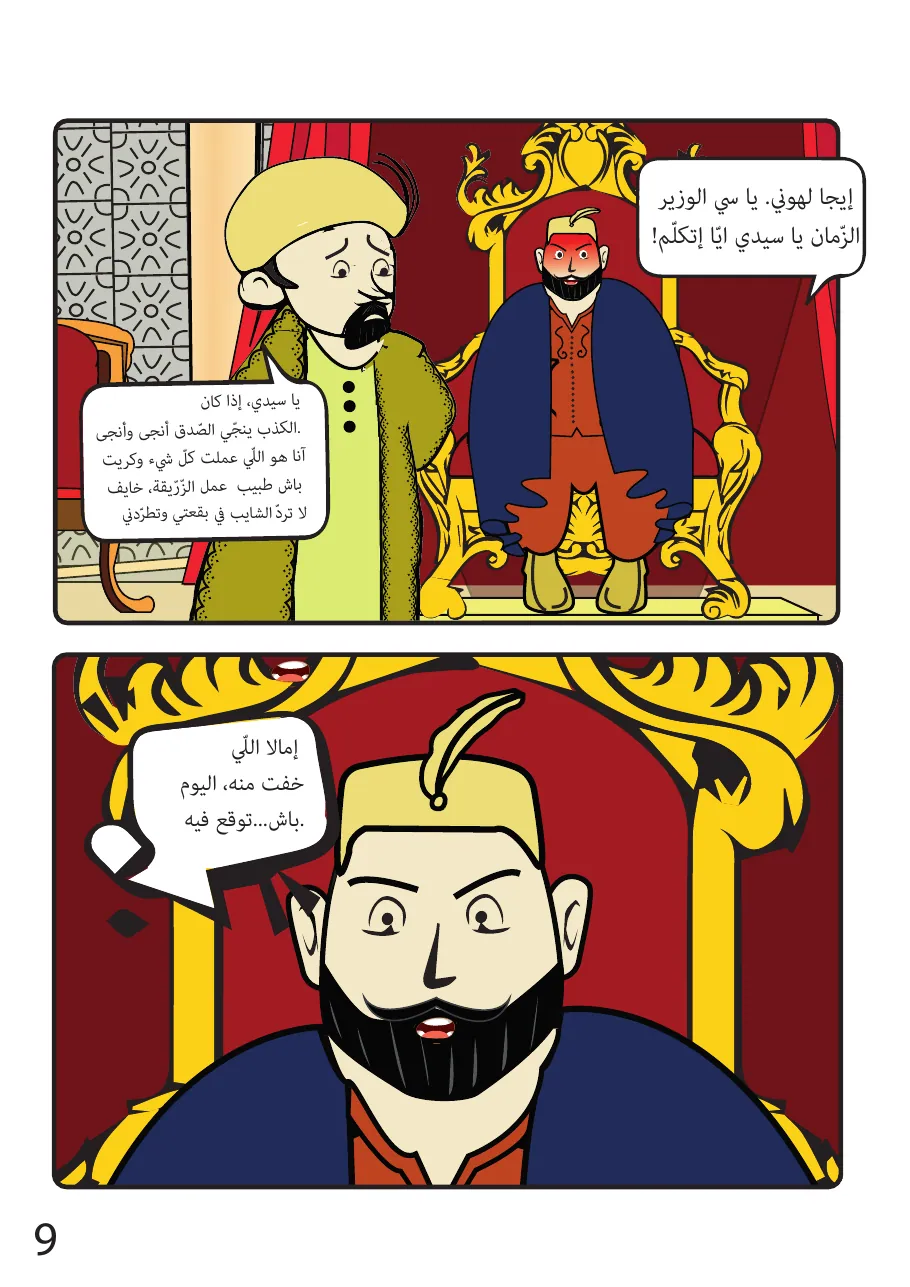 إيجا لهوني. يا سي الوزير
الزّمان يا سيدي ايّا إتكلّم!
يا سيدي، إذا كان
الكذب ينجّي الصّدق أنجى وأنجى.
آنا هو اللّي عملت كلّ شيء وكريت
باش طبيب عمل الزّرّيقة، خايف
لا تردّ الشايب في بقعتي وتطرّدني
إمالا اللّي
خفت منه، اليوم
باش...توقع فيه.
9